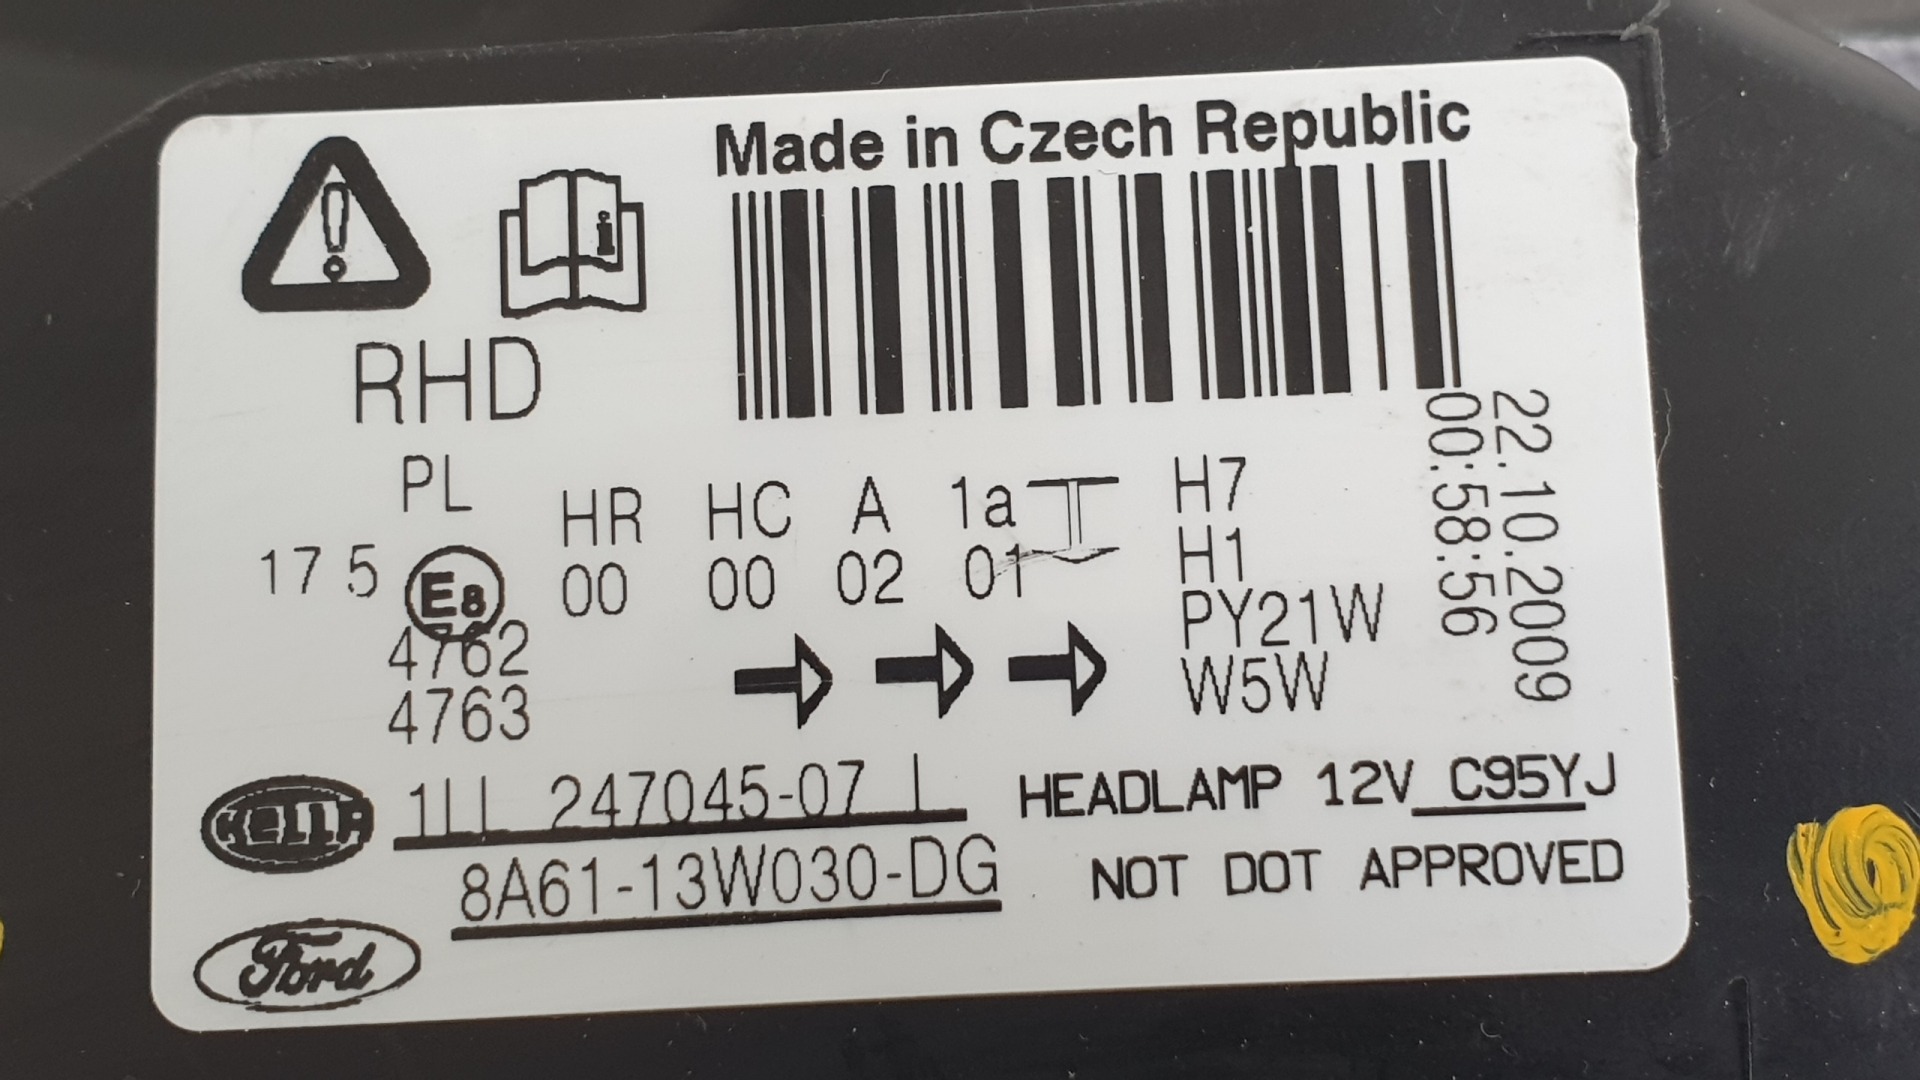 Made in Czech Republic
RHD
PL
HR HC A 1a
17 5 E8 00 00 02 01
4762
4763
H7
H1
PY21W
W5W
22.10.2009
00:58:56
HELLA 1LL 247045-07 L
HEADLAMP 12V C95YJ
8A61-13W030-DG
NOT DOT APPROVED
Ford